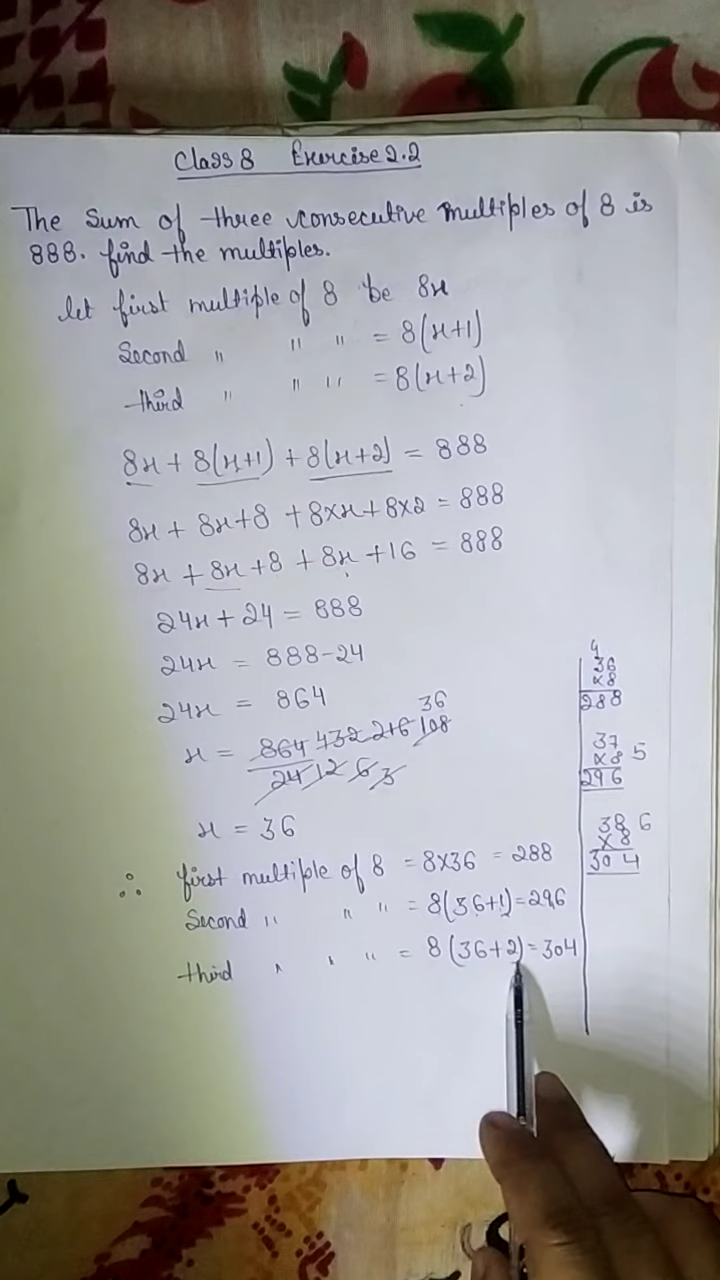 Class 8 Exercise 2.2
The Sum of three consecutive multiples of 8 is
888. find the multiples.
let first multiple of 8 be 8x
Second " " " = 8(x+1)
third " " " = 8(x+2)
8x + 8(x+1) + 8(x+2) = 888
8x + 8x+8 + 8×x+8×2 = 888
8x + 8x+8 + 8x +16 = 888
24x + 24 = 888
24x = 888-24
24x = 864
36
x = 864 432 216 108
24 12 6 3
x = 36
∴ first multiple of 8 = 8×36 = 288
Second " " " = 8(36+1)=296
third " " " = 8(36+2)=304
4
36
×8
288
37
×8 5
296
38 6
×8
304